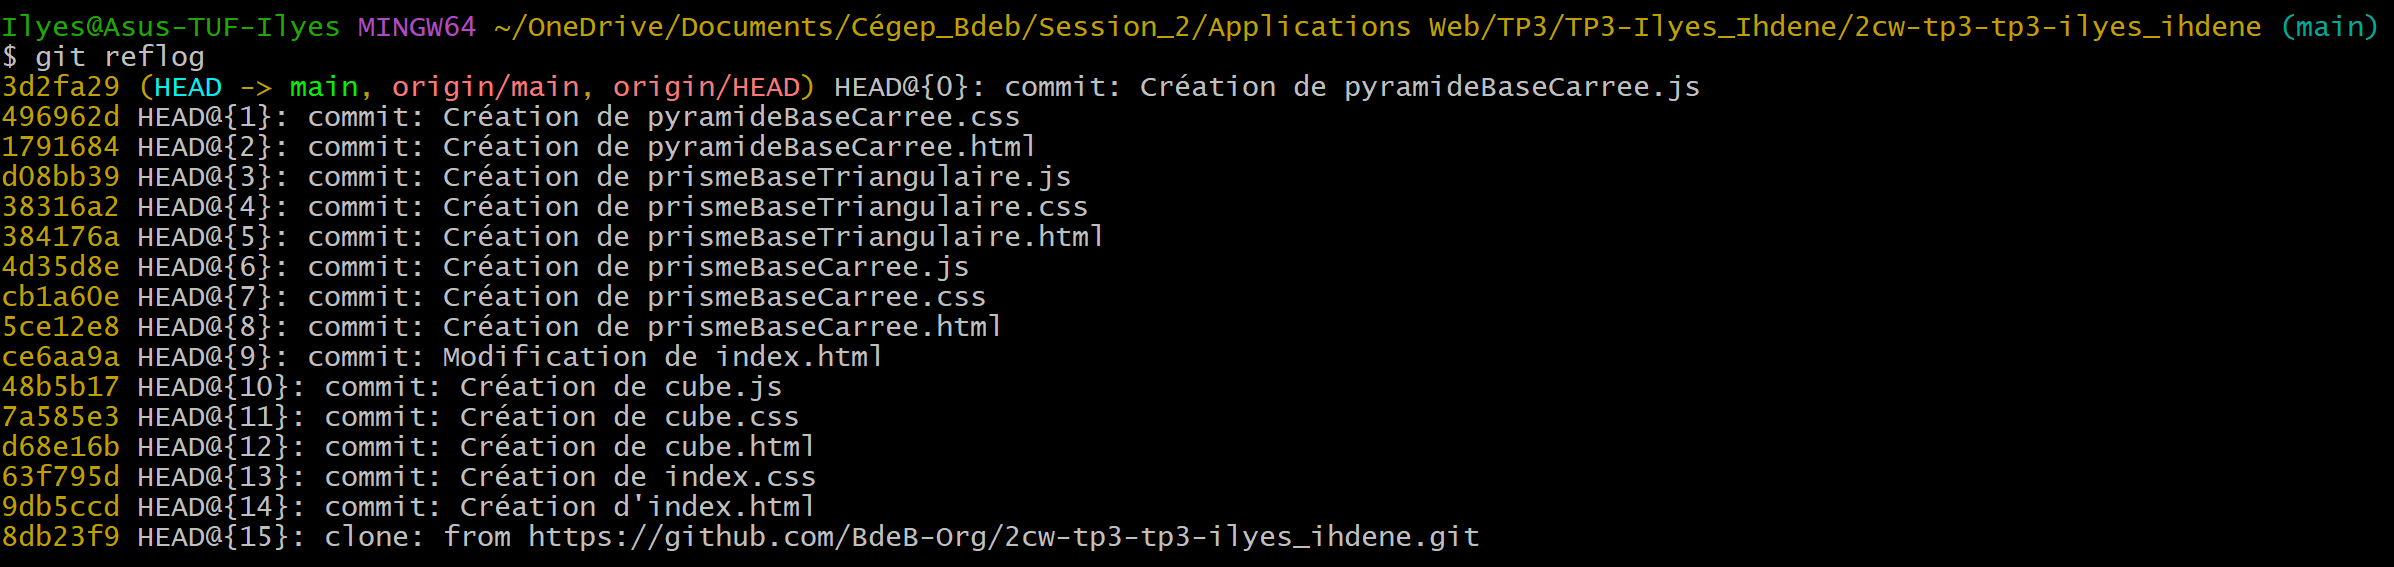 Ilyes@Asus-TUF-Ilyes MINGW64 ~/OneDrive/Documents/Cégep_Bdeb/Session_2/Applications Web/TP3/TP3-Ilyes_Ihdene/2cw-tp3-tp3-ilyes_ihdene (main)
$ git reflog
3d2fa29 (HEAD -> main, origin/main, origin/HEAD) HEAD@{0}: commit: Création de pyramideBaseCarree.js
496962d HEAD@{1}: commit: Création de pyramideBaseCarree.css
1791684 HEAD@{2}: commit: Création de pyramideBaseCarree.html
d08bb39 HEAD@{3}: commit: Création de prismeBaseTriangulaire.js
38316a2 HEAD@{4}: commit: Création de prismeBaseTriangulaire.css
384176a HEAD@{5}: commit: Création de prismeBaseTriangulaire.html
4d35d8e HEAD@{6}: commit: Création de prismeBaseCarree.js
cb1a60e HEAD@{7}: commit: Création de prismeBaseCarree.css
5ce12e8 HEAD@{8}: commit: Création de prismeBaseCarree.html
ce6aa9a HEAD@{9}: commit: Modification de index.html
48b5b17 HEAD@{10}: commit: Création de cube.js
7a585e3 HEAD@{11}: commit: Création de cube.css
d68e16b HEAD@{12}: commit: Création de cube.html
63f795d HEAD@{13}: commit: Création de index.css
9db5ccd HEAD@{14}: commit: Création d'index.html
8db23f9 HEAD@{15}: clone: from https://github.com/BdeB-Org/2cw-tp3-tp3-ilyes_ihdene.git